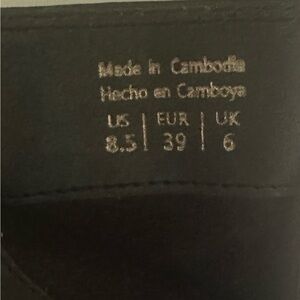 Made in Cambodia
Hecho en Camboya
US | EUR | UK
8.5 | 39 | 6